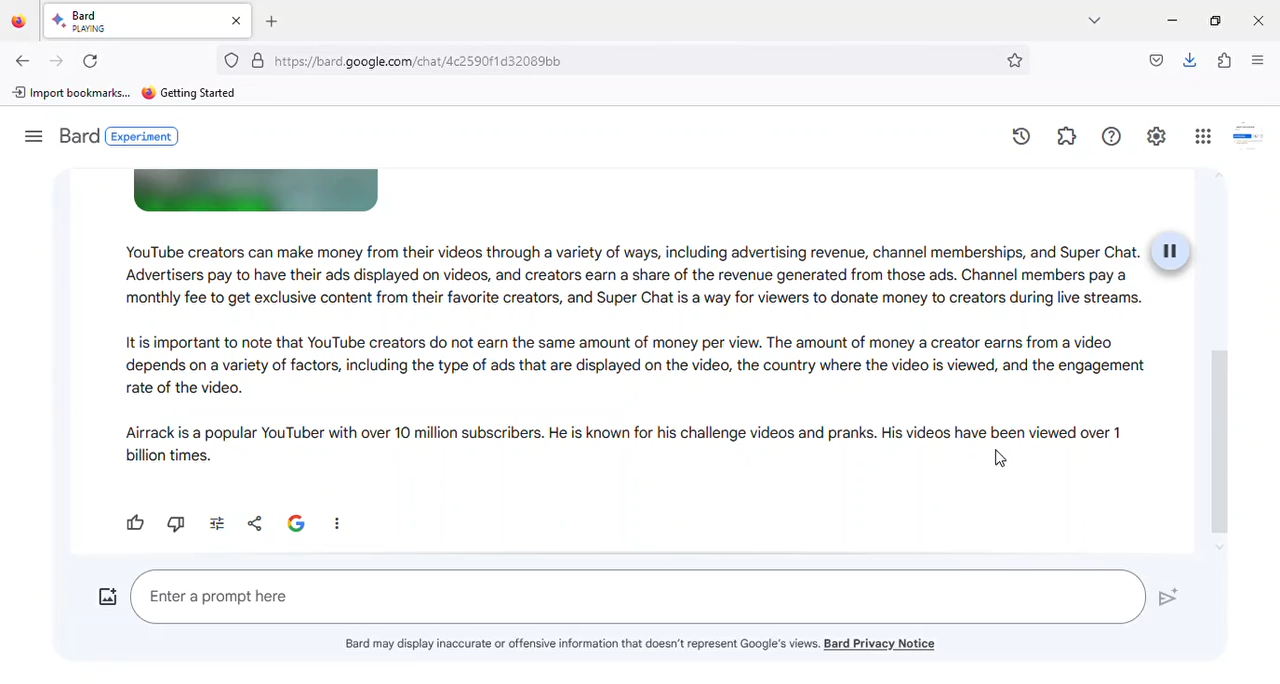 Bard
PLAYING
https://bard.google.com/chat/4c2590f1d32089bb
Import bookmarks... Getting Started
Bard Experiment
YouTube creators can make money from their videos through a variety of ways, including advertising revenue, channel memberships, and Super Chat.
Advertisers pay to have their ads displayed on videos, and creators earn a share of the revenue generated from those ads. Channel members pay a
monthly fee to get exclusive content from their favorite creators, and Super Chat is a way for viewers to donate money to creators during live streams.
It is important to note that YouTube creators do not earn the same amount of money per view. The amount of money a creator earns from a video
depends on a variety of factors, including the type of ads that are displayed on the video, the country where the video is viewed, and the engagement
rate of the video.
Airrack is a popular YouTuber with over 10 million subscribers. He is known for his challenge videos and pranks. His videos have been viewed over 1
billion times.
Enter a prompt here
Bard may display inaccurate or offensive information that doesn't represent Google's views. Bard Privacy Notice